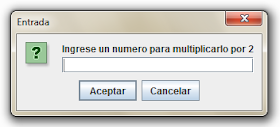 Entrada
Ingrese un numero para multiplicarlo por 2
Aceptar
Cancelar